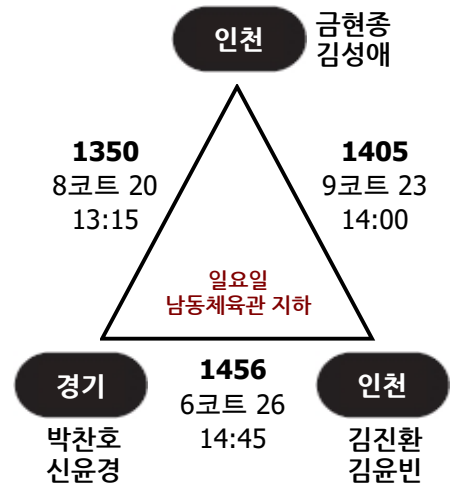 인천
금현종
김성애
1350
8코트 20
13:15
1405
9코트 23
14:00
일요일
남동체육관 지하
경기
박찬호
신윤경
1456
6코트 26
14:45
인천
김진환
김윤빈